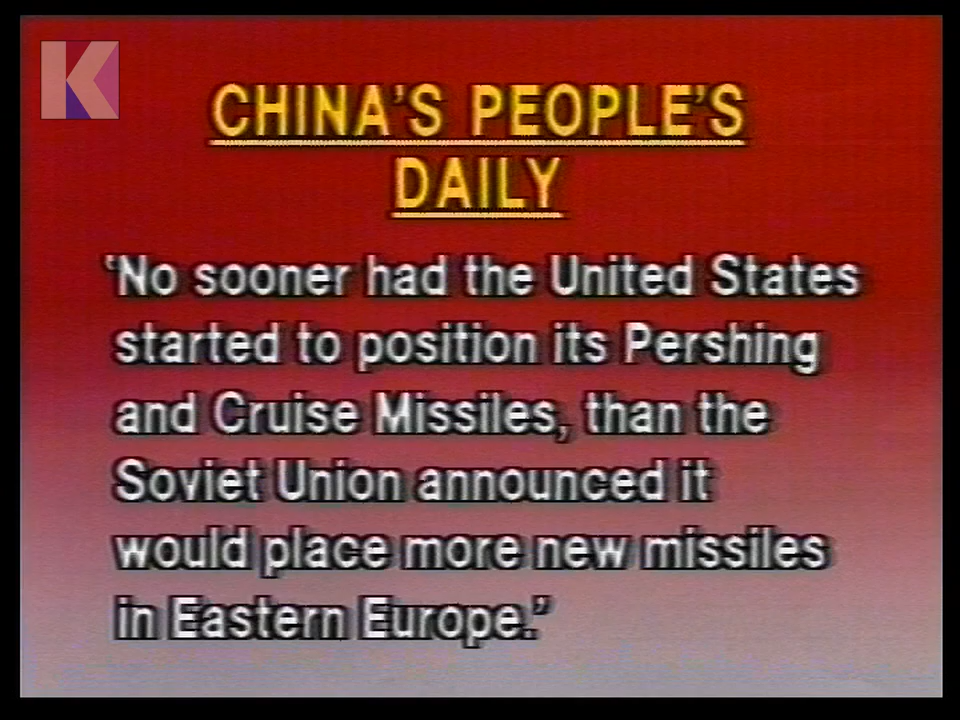 K
CHINA'S PEOPLE'S
DAILY
'No sooner had the United States
started to position its Pershing
and Cruise Missiles, than the
Soviet Union announced it
would place more new missiles
in Eastern Europe.'